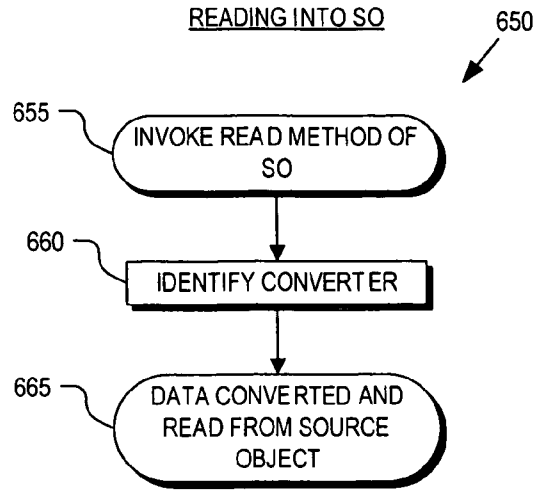 READING INTO SO
650
655
INVOKE READ METHOD OF
SO
660
IDENTIFY CONVERTER
665
DATA CONVERTED AND
READ FROM SOURCE
OBJECT